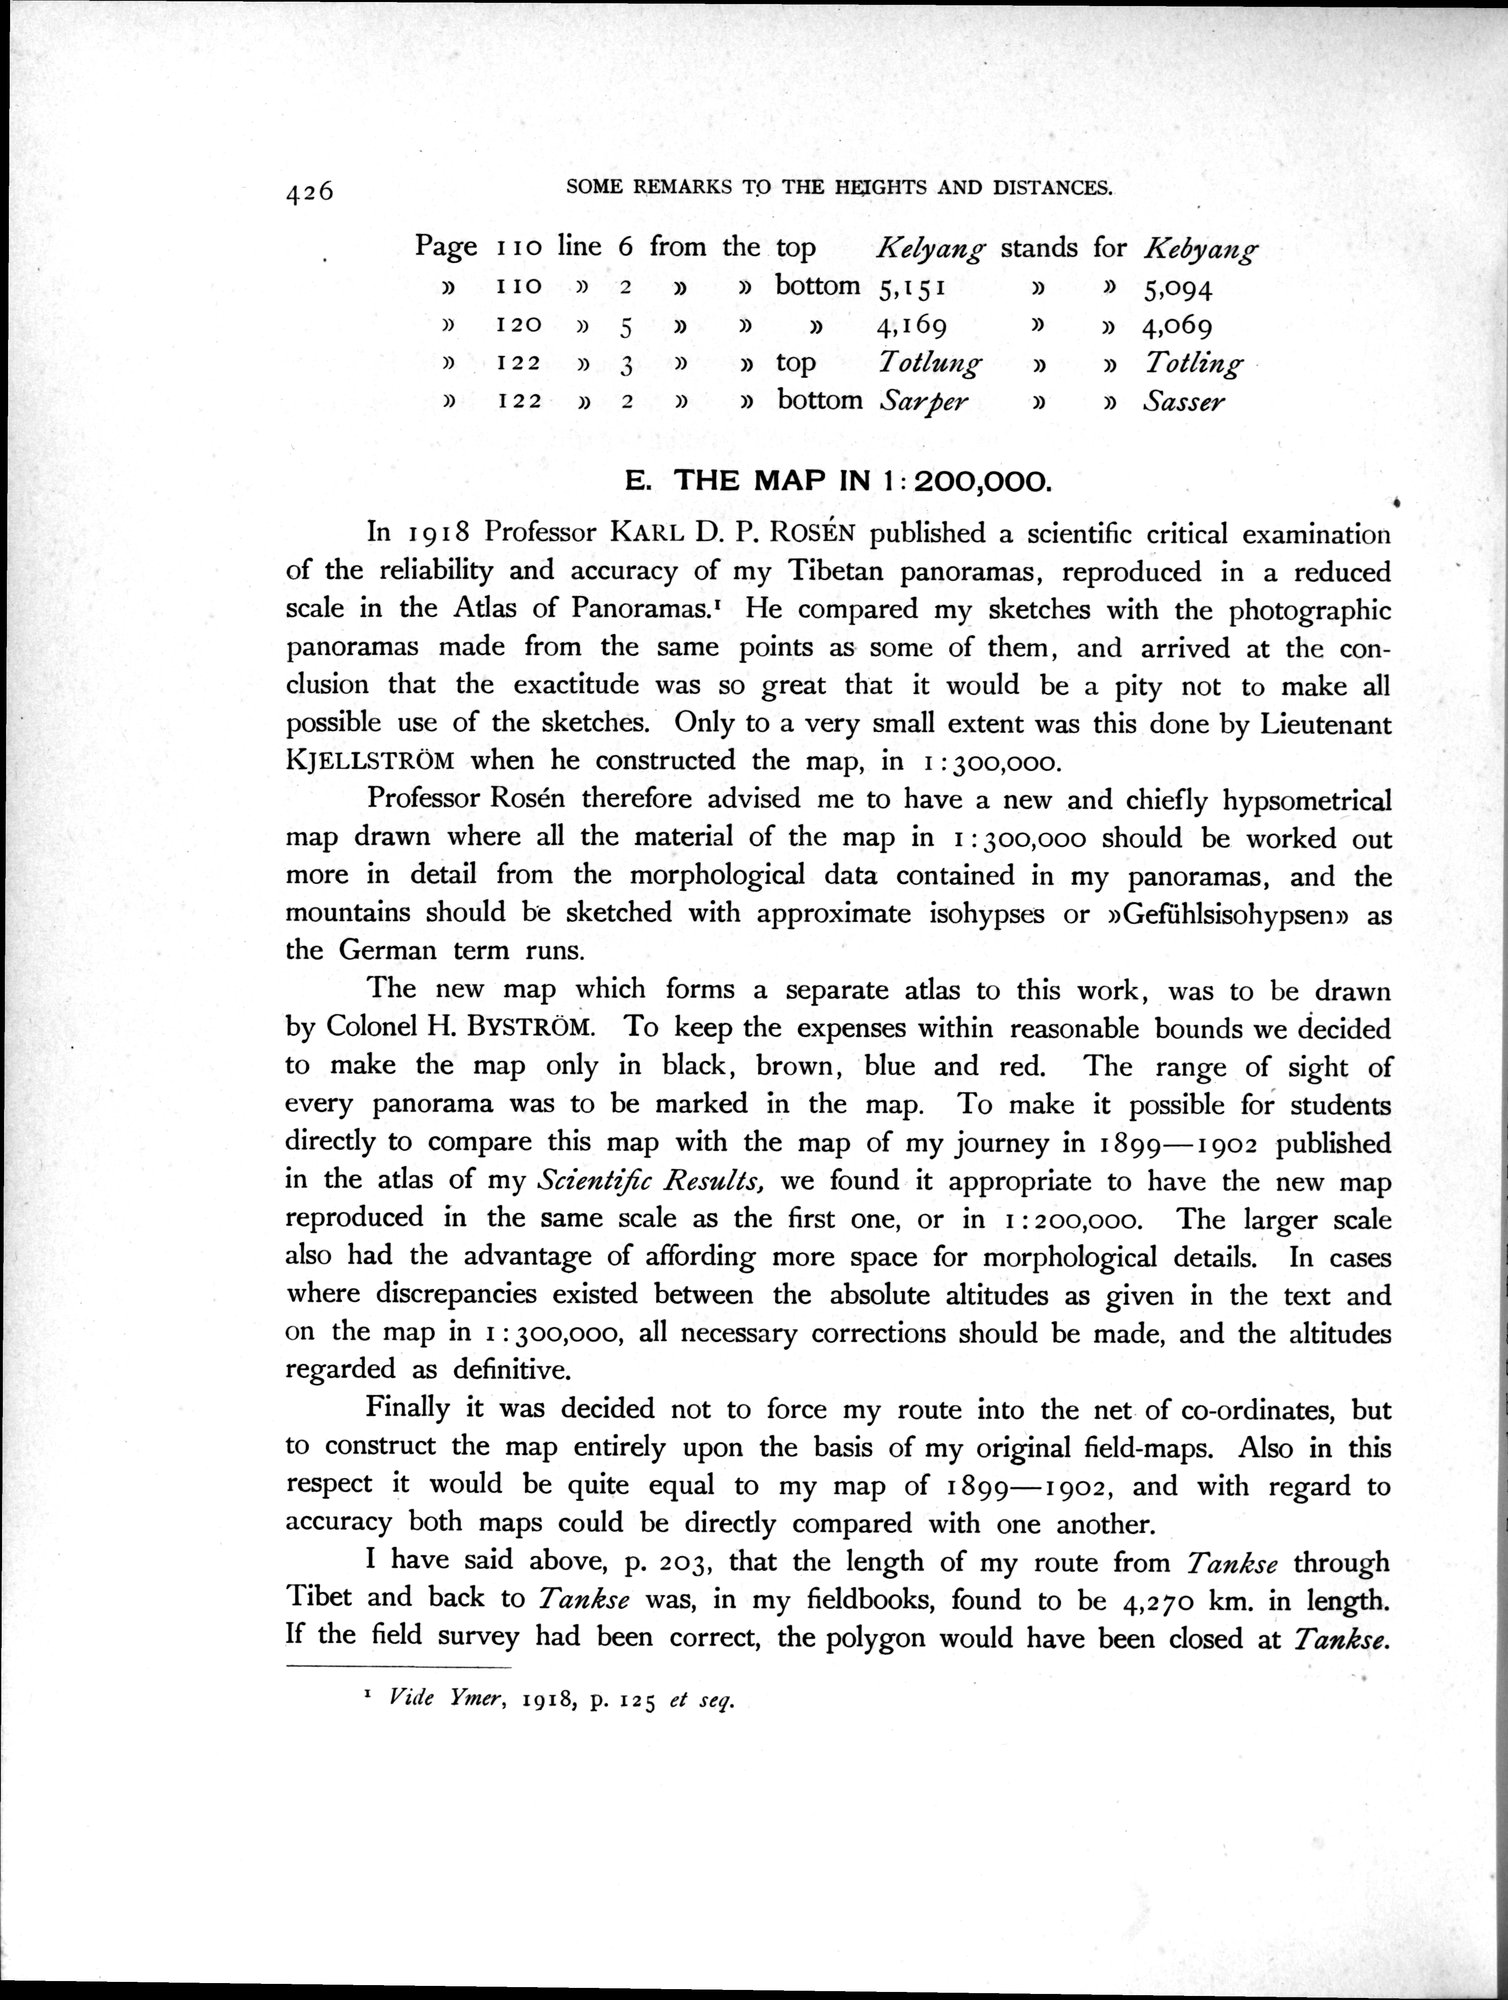 426 SOME REMARKS TO THE HEIGHTS AND DISTANCES.
Page 110 line 6 from the top Kelyang stands for Kebyang
» 110 » 2 » » bottom 5,151 » » 5,094
» 120 » 5 » » » 4,169 » » 4,069
» 122 » 3 » » top Totlung » » Totling
» 122 » 2 » » bottom Sarper » » Sasser
E. THE MAP IN 1:200,000.
In 1918 Professor KARL D. P. ROSÉN published a scientific critical examination
of the reliability and accuracy of my Tibetan panoramas, reproduced in a reduced
scale in the Atlas of Panoramas.¹ He compared my sketches with the photographic
panoramas made from the same points as some of them, and arrived at the con-
clusion that the exactitude was so great that it would be a pity not to make all
possible use of the sketches. Only to a very small extent was this done by Lieutenant
KJELLSTRÖM when he constructed the map, in 1:300,000.
Professor Rosén therefore advised me to have a new and chiefly hypsometrical
map drawn where all the material of the map in 1:300,000 should be worked out
more in detail from the morphological data contained in my panoramas, and the
mountains should be sketched with approximate isohypses or »Gefühlsisohypsen» as
the German term runs.
The new map which forms a separate atlas to this work, was to be drawn
by Colonel H. BYSTRÖM. To keep the expenses within reasonable bounds we decided
to make the map only in black, brown, blue and red. The range of sight of
every panorama was to be marked in the map. To make it possible for students
directly to compare this map with the map of my journey in 1899—1902 published
in the atlas of my Scientific Results, we found it appropriate to have the new map
reproduced in the same scale as the first one, or in 1:200,000. The larger scale
also had the advantage of affording more space for morphological details. In cases
where discrepancies existed between the absolute altitudes as given in the text and
on the map in 1:300,000, all necessary corrections should be made, and the altitudes
regarded as definitive.
Finally it was decided not to force my route into the net of co-ordinates, but
to construct the map entirely upon the basis of my original field-maps. Also in this
respect it would be quite equal to my map of 1899—1902, and with regard to
accuracy both maps could be directly compared with one another.
I have said above, p. 203, that the length of my route from Tankse through
Tibet and back to Tankse was, in my fieldbooks, found to be 4,270 km. in length.
If the field survey had been correct, the polygon would have been closed at Tankse.
¹ Vide Ymer, 1918, p. 125 et seq.